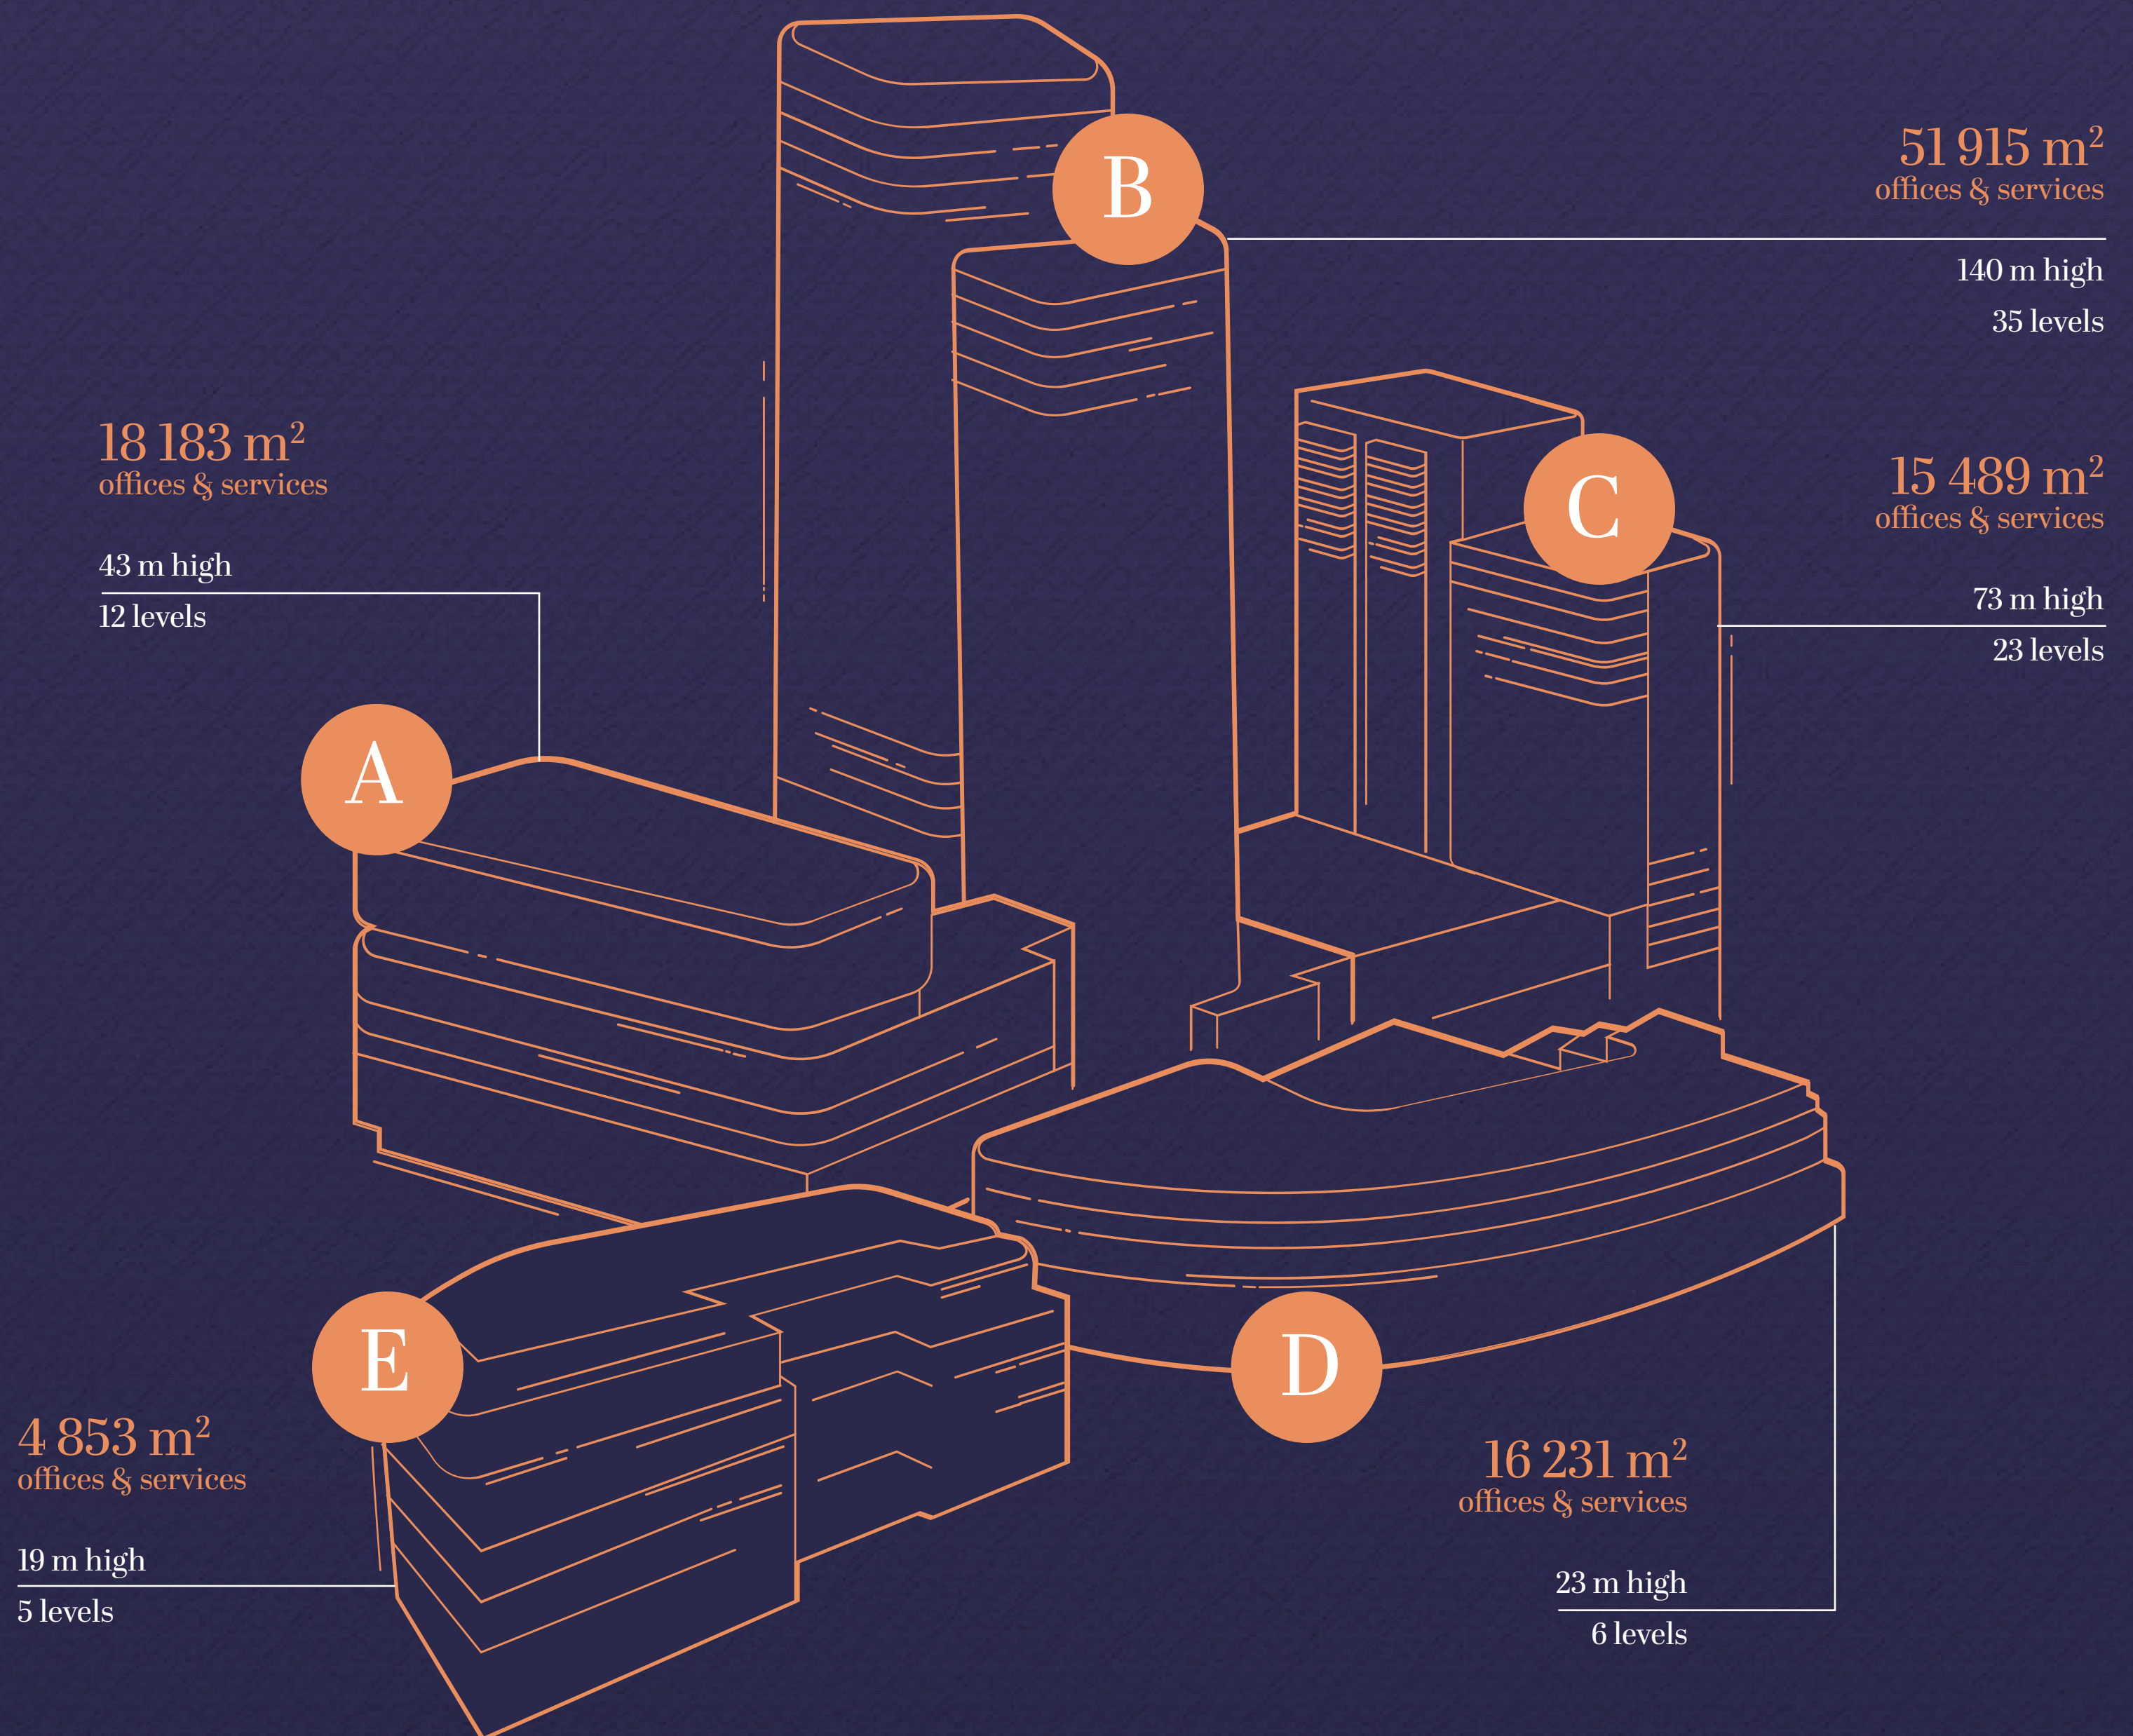 B
51 915 m²
offices & services
140 m high
35 levels
18 183 m²
offices & services
43 m high
12 levels
A
C
15 489 m²
offices & services
73 m high
23 levels
E
4 853 m²
offices & services
19 m high
5 levels
D
16 231 m²
offices & services
23 m high
6 levels